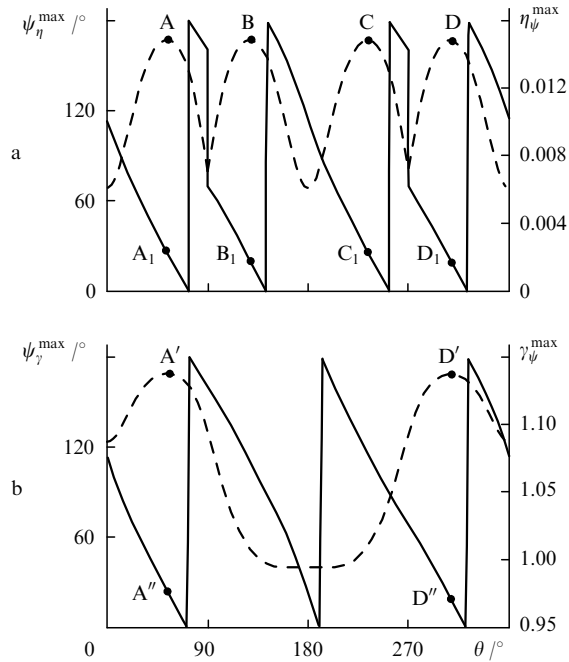 ψ_η^max /°
A
B
C
D
η_ψ^max
120
0.012
a
0.008
60
0.004
A₁
B₁
C₁
D₁
0
0
ψ_γ^max /°
A′
D′
γ_ψ^max
1.10
120
b
1.05
60
1.00
A″
D″
0.95
0
90
180
270
θ /°